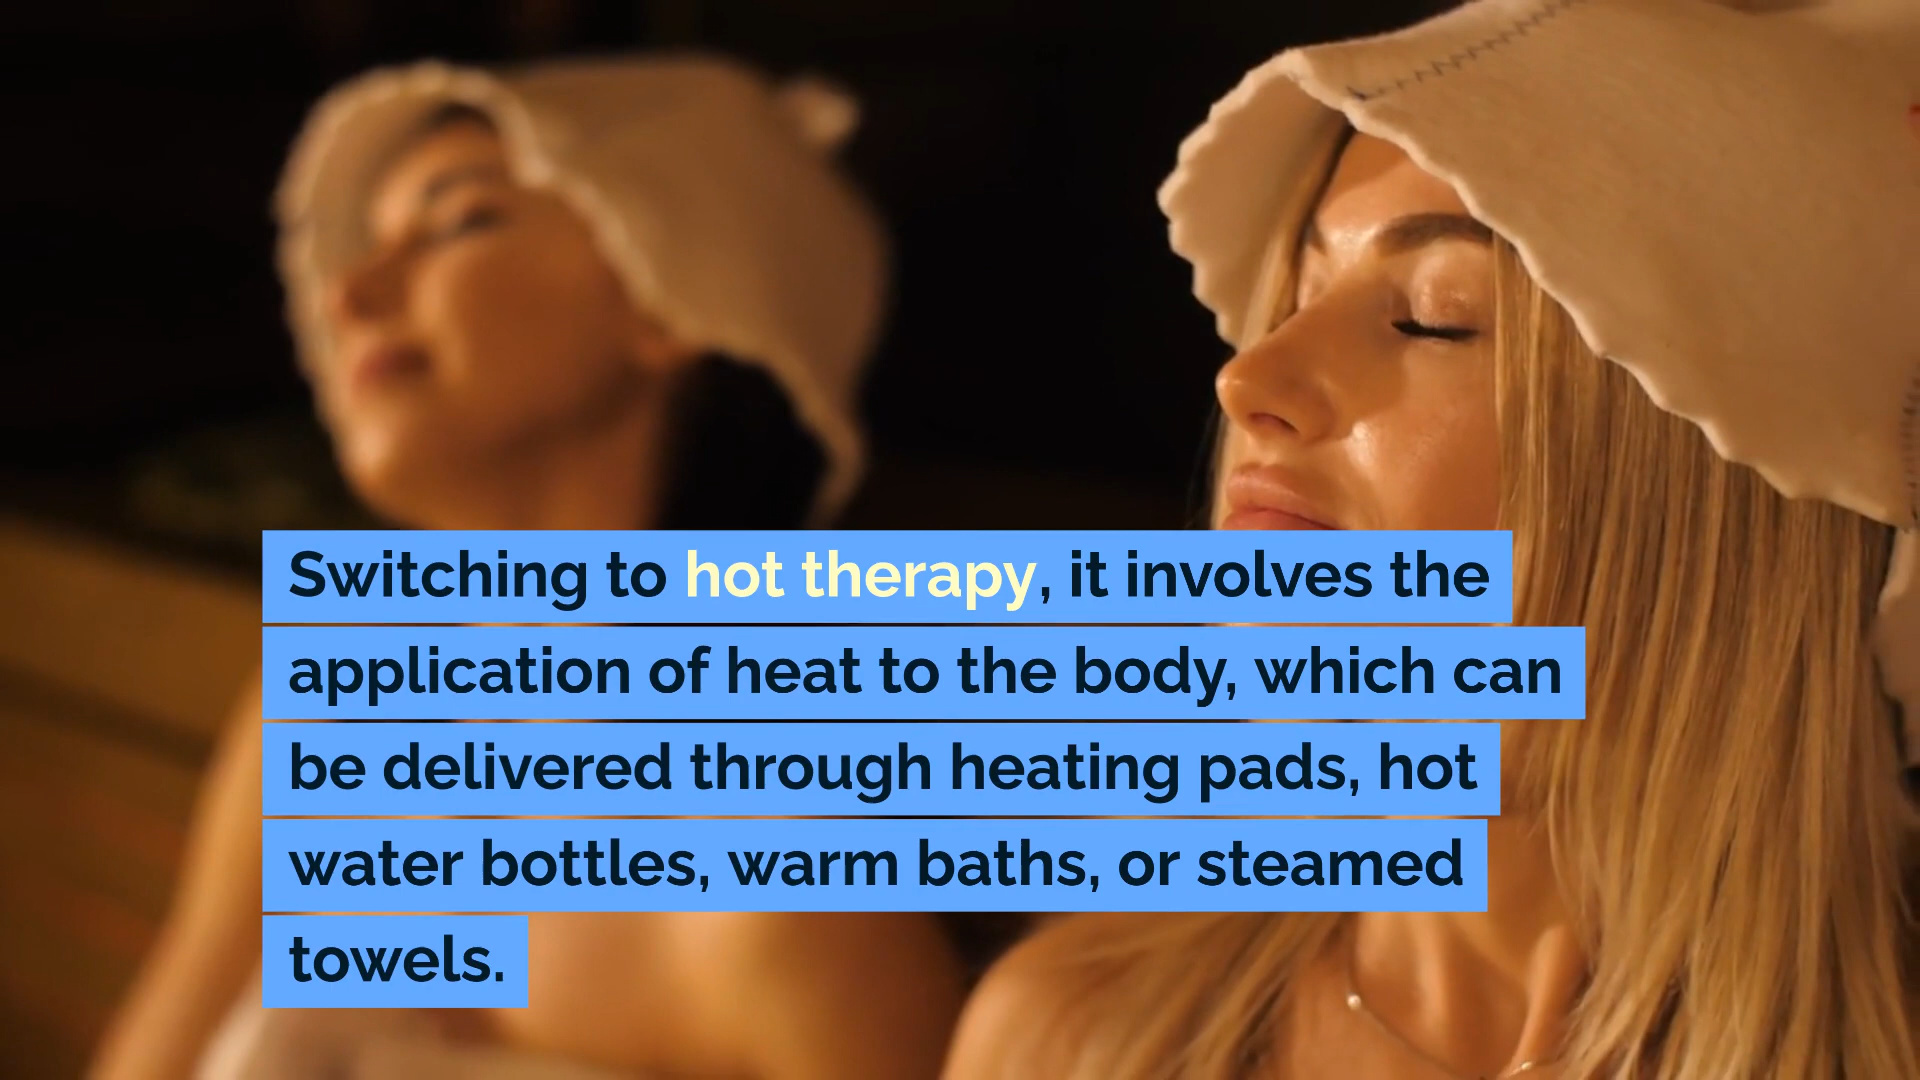 Switching to hot therapy, it involves the
application of heat to the body, which can
be delivered through heating pads, hot
water bottles, warm baths, or steamed
towels.